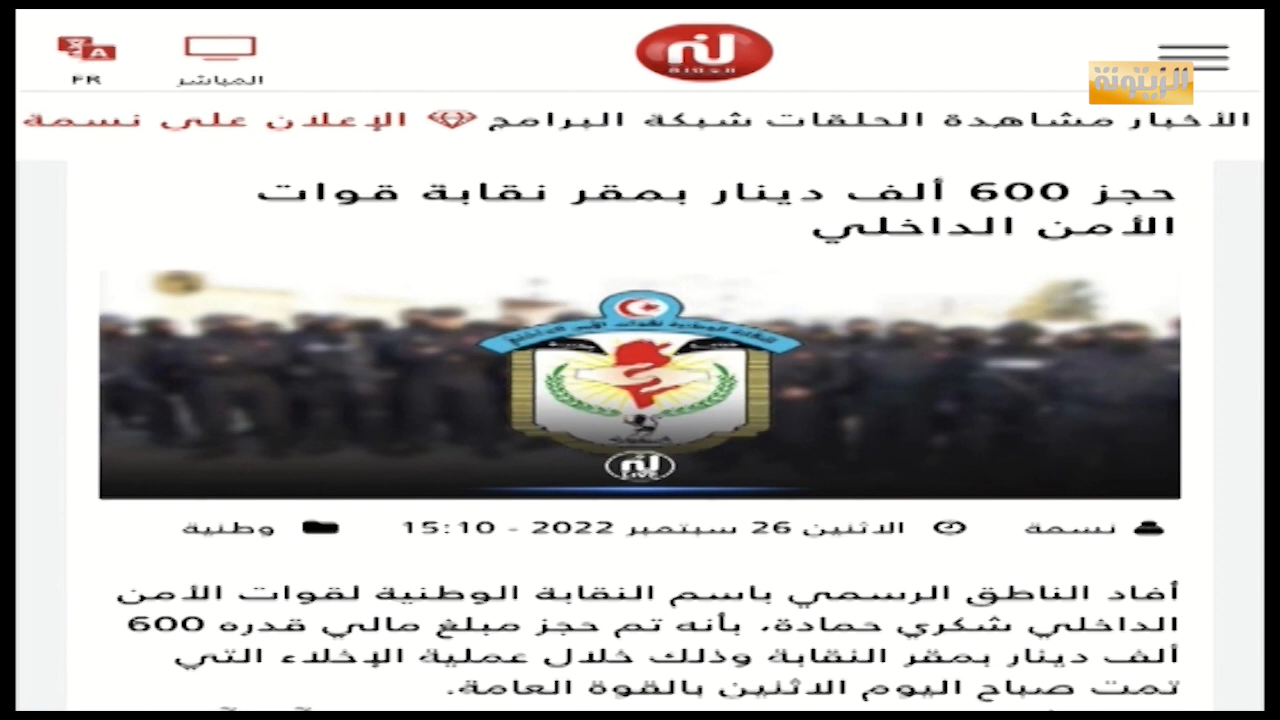 FR
المباشر
نسمة
الزيتونة
الأخبار مشاهدة الحلقات شبكة البرامج الإعلان على نسمة
حجز 600 ألف دينار بمقر نقابة قوات
الأمن الداخلي
LIVE
نسمة الاثنين 26 سبتمبر 2022 - 15:10 وطنية
أفاد الناطق الرسمي باسم النقابة الوطنية لقوات الأمن
الداخلي شكري حمادة، بأنه تم حجز مبلغ مالي قدره 600
ألف دينار بمقر النقابة وذلك خلال عملية الإخلاء التي
تمت صباح اليوم الاثنين بالقوة العامة.